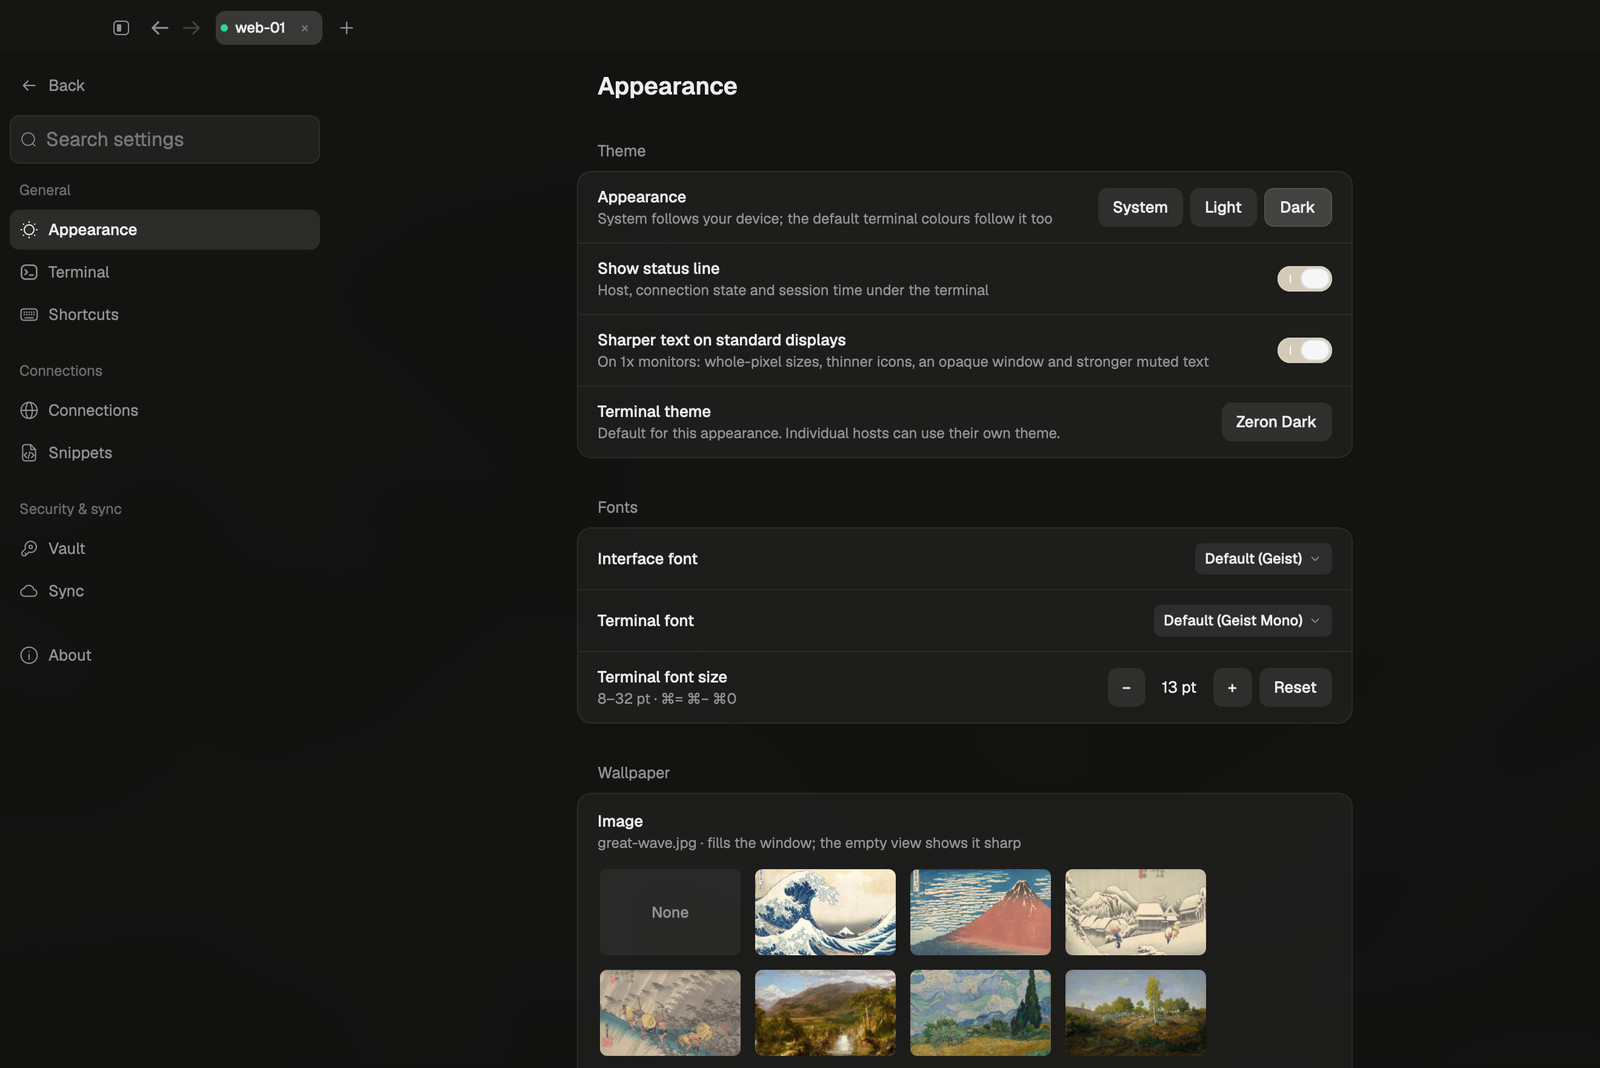 web-01
Back
Search settings
General
Appearance
Terminal
Shortcuts
Connections
Connections
Snippets
Security & sync
Vault
Sync
About
Appearance
Theme
Appearance
System follows your device; the default terminal colours follow it too
System
Light
Dark
Show status line
Host, connection state and session time under the terminal
Sharper text on standard displays
On 1x monitors: whole-pixel sizes, thinner icons, an opaque window and stronger muted text
Terminal theme
Default for this appearance. Individual hosts can use their own theme.
Zeron Dark
Fonts
Interface font
Default (Geist)
Terminal font
Default (Geist Mono)
Terminal font size
8–32 pt · ⌘= ⌘− ⌘0
−
13 pt
+
Reset
Wallpaper
Image
great-wave.jpg · fills the window; the empty view shows it sharp
None